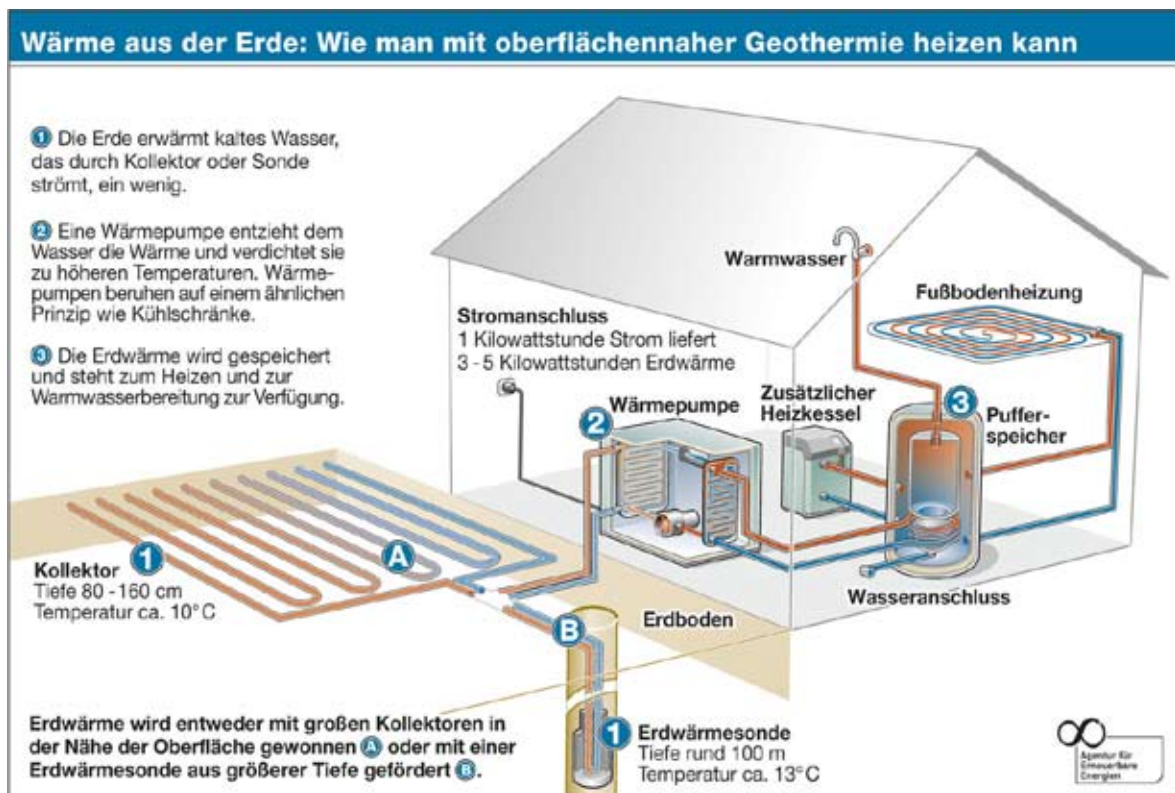 Wärme aus der Erde: Wie man mit oberflächennaher Geothermie heizen kann
1 Die Erde erwärmt kaltes Wasser,
das durch Kollektor oder Sonde
strömt, ein wenig.
2 Eine Wärmepumpe entzieht dem
Wasser die Wärme und verdichtet sie
zu höheren Temperaturen. Wärme-
pumpen beruhen auf einem ähnlichen
Prinzip wie Kühlschränke.
3 Die Erdwärme wird gespeichert
und steht zum Heizen und zur
Warmwasserbereitung zur Verfügung.
Warmwasser
Fußbodenheizung
Stromanschluss
1 Kilowattstunde Strom liefert
3 - 5 Kilowattstunden Erdwärme
2
Wärmepumpe
Zusätzlicher
Heizkessel
3
Puffer-
speicher
Wasseranschluss
1
Kollektor
Tiefe 80 - 160 cm
Temperatur ca. 10° C
A
B
Erdboden
Erdwärme wird entweder mit großen Kollektoren in
der Nähe der Oberfläche gewonnen A oder mit einer
Erdwärmesonde aus größerer Tiefe gefördert B.
1
Erdwärmesonde
Tiefe rund 100 m
Temperatur ca. 13° C
Agentur für
Erneuerbare
Energien